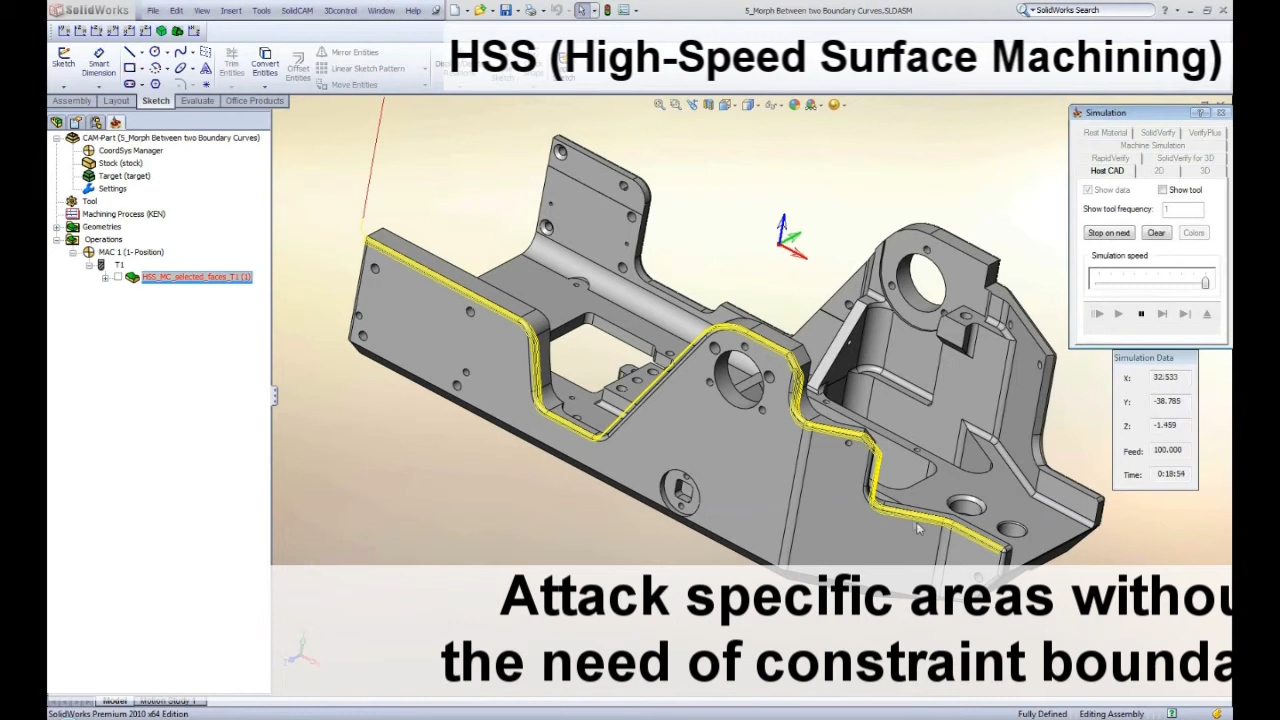 SolidWorks
File Edit View Insert Tools SolidCAM 3Dcontrol Window Help
5_Morph Between two Boundary Curves.SLDASM
SolidWorks Search
HSS (High-Speed Surface Machining)
Sketch
Smart Dimension
Trim Entities
Convert Entities
Offset Entities
Mirror Entities
Linear Sketch Pattern
Move Entities
Assembly Layout Sketch Evaluate Office Products
CAM-Part (5_Morph Between two Boundary Curves)
CoordSys Manager
Stock (stock)
Target (target)
Settings
Tool
Machining Process (KEN)
Geometries
Operations
MAC 1 (1-Position)
T1
HSS_MC_selected_faces_T1 (1)
Simulation
Rest Material SolidVerify VerifyPlus
Machine Simulation
RapidVerify SolidVerify for 3D
Host CAD 2D 3D
Show data Show tool
Show tool frequency: 1
Stop on next Clear Colors
Simulation speed
Simulation Data
X: 32.533
Y: -38.785
Z: -1.459
Feed: 100.000
Time: 0:18:54
Attack specific areas withou
the need of constraint bounda
Model Motion Study 1
SolidWorks Premium 2010 x64 Edition
Fully Defined Editing Assembly